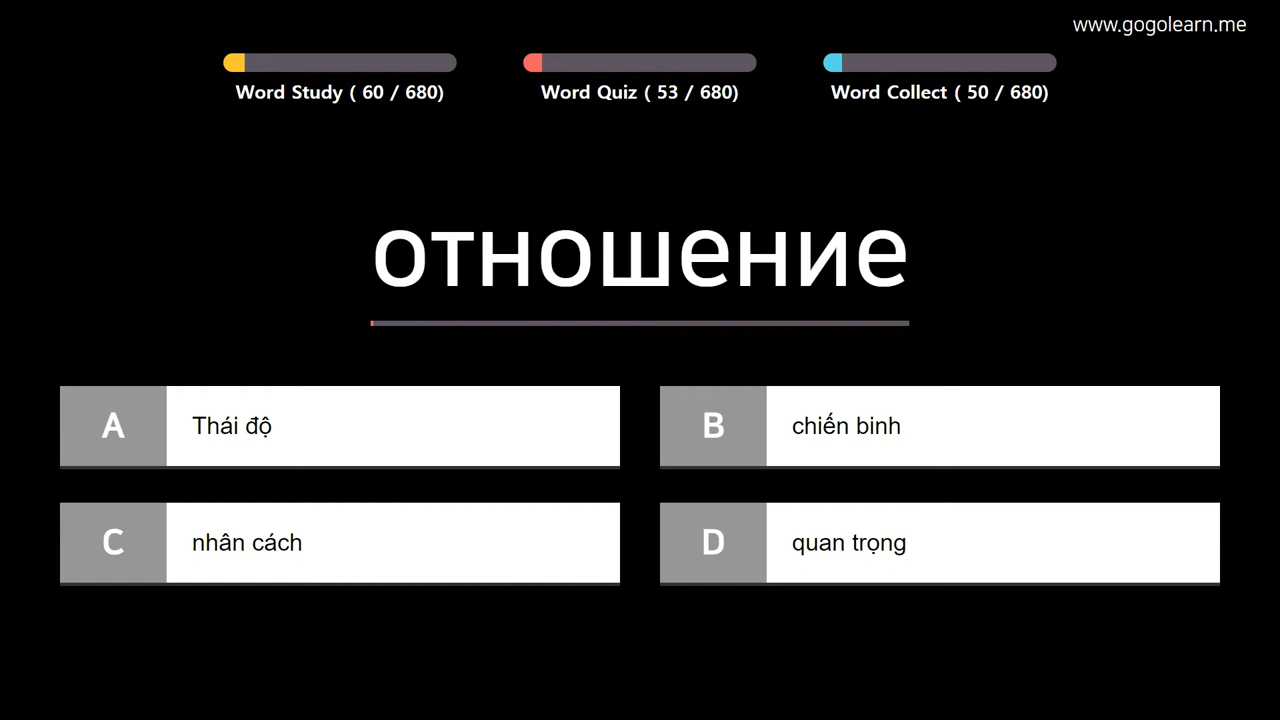 www.gogolearn.me
Word Study ( 60 / 680)
Word Quiz ( 53 / 680)
Word Collect ( 50 / 680)
отношение
A Thái độ
B chiến binh
C nhân cách
D quan trọng